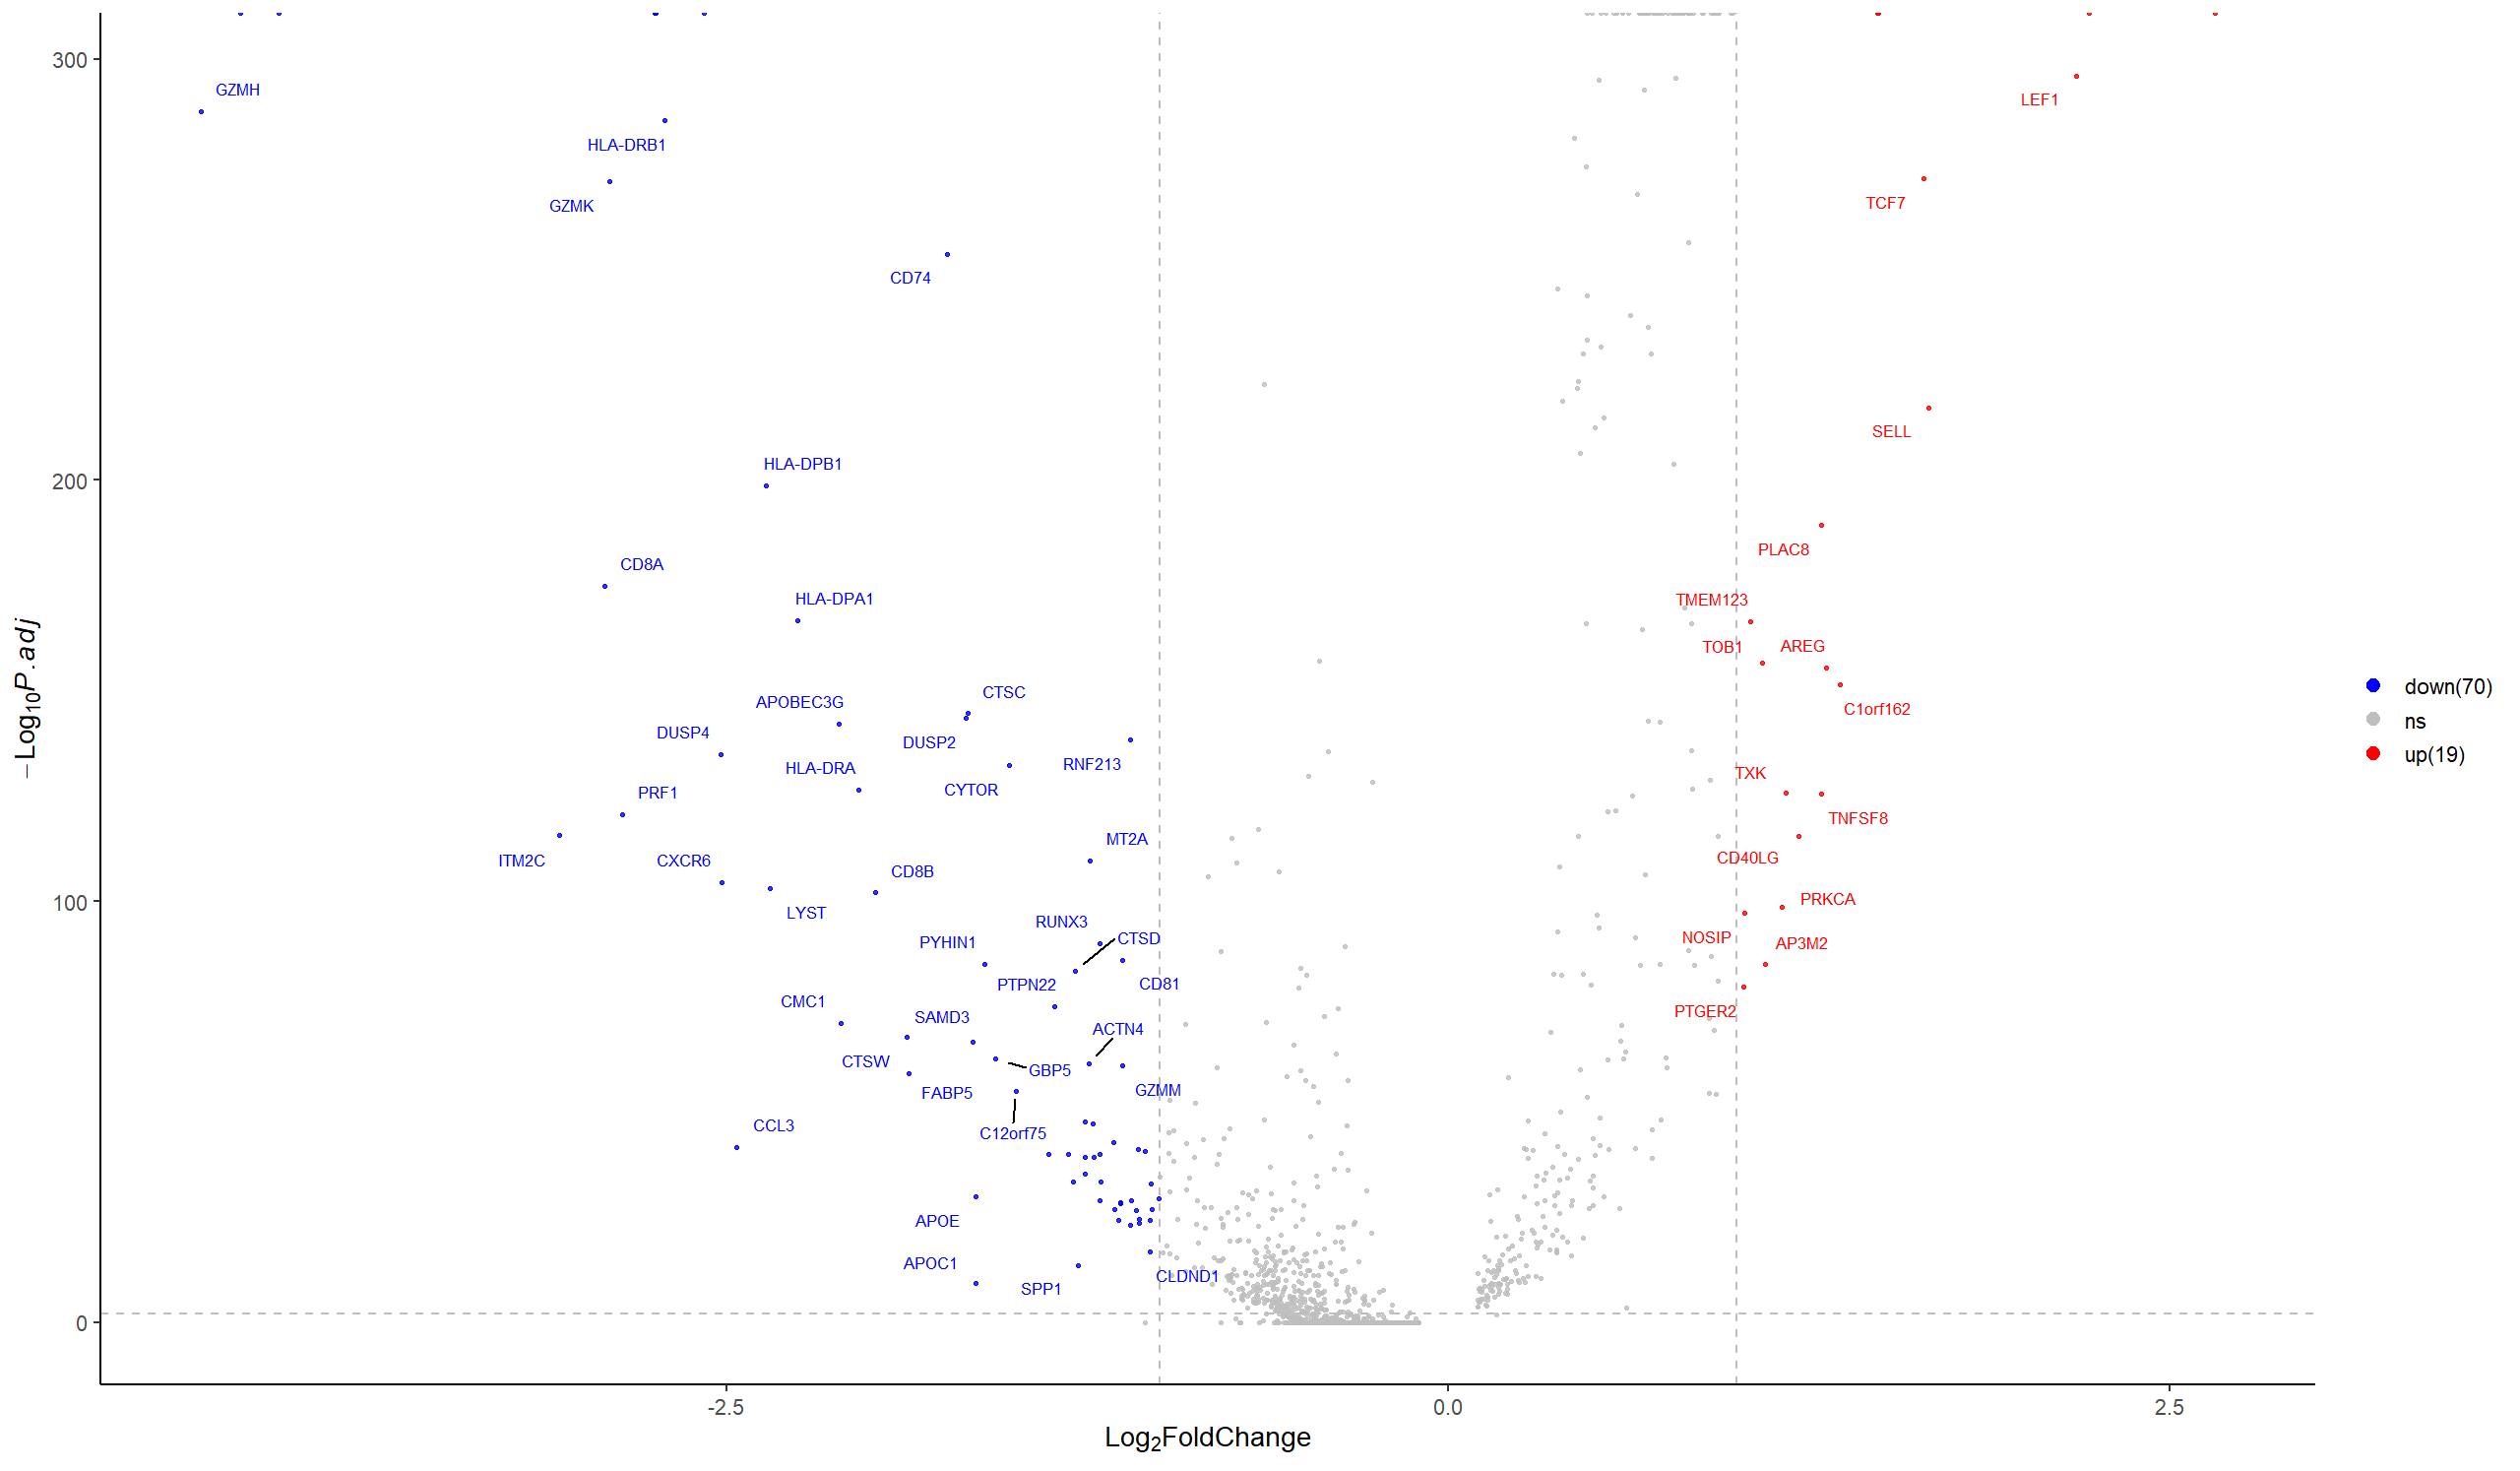 300
GZMH
LEF1
HLA-DRB1
GZMK
TCF7
CD74
SELL
HLA-DPB1
200
PLAC8
CD8A
HLA-DPA1
TMEM123
TOB1
AREG
CTSC
APOBEC3G
C1orf162
DUSP4
DUSP2
HLA-DRA
RNF213
TXK
CYTOR
PRF1
TNFSF8
MT2A
ITM2C
CXCR6
CD40LG
CD8B
100
LYST
PRKCA
RUNX3
PYHIN1
CTSD
NOSIP
AP3M2
PTPN22
CD81
CMC1
PTGER2
SAMD3
ACTN4
CTSW
GBP5
FABP5
GZMM
CCL3
C12orf75
APOE
APOC1
SPP1
CLDND1
0
-2.5
0.0
2.5
Log2FoldChange
−Log10P.adj
down(70)
ns
up(19)